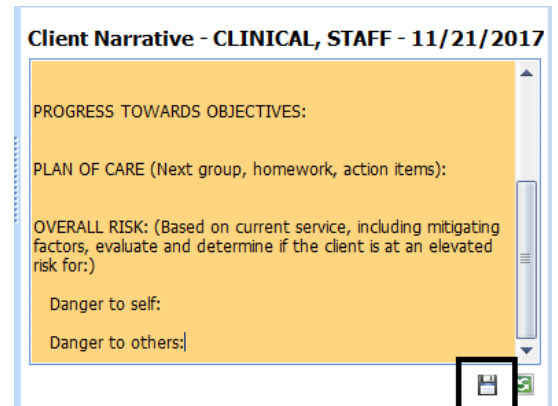 Client Narrative - CLINICAL, STAFF - 11/21/2017
PROGRESS TOWARDS OBJECTIVES:
PLAN OF CARE (Next group, homework, action items):
OVERALL RISK: (Based on current service, including mitigating
factors, evaluate and determine if the client is at an elevated
risk for:)
Danger to self:
Danger to others: